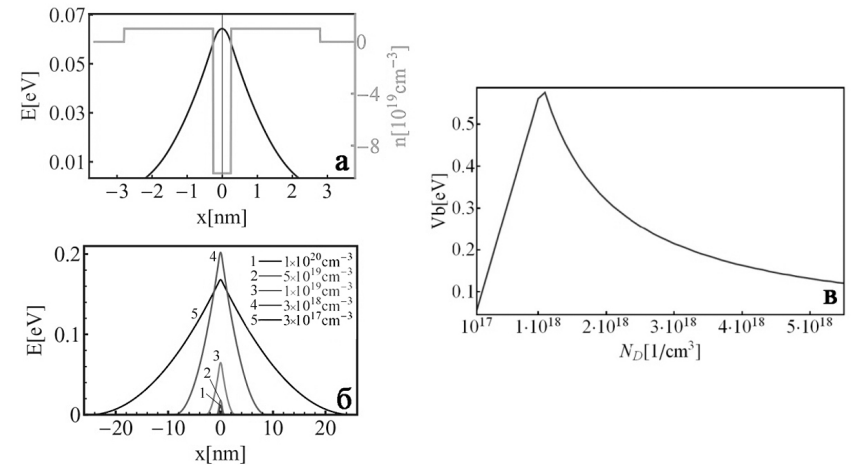 0.07
0.05
0.03
0.01
E[eV]
0
−4
−8
n[10¹⁹cm⁻³]
а
−3 −2 −1 0 1 2 3
x[nm]
0.2
0.1
0
E[eV]
4
5
3
2
1
1 1×10²⁰cm⁻³
2 5×10¹⁹cm⁻³
3 1×10¹⁹cm⁻³
4 3×10¹⁸cm⁻³
5 3×10¹⁷cm⁻³
б
−20 −10 0 10 20
x[nm]
0.5
0.4
0.3
0.2
0.1
Vb[eV]
в
10¹⁷ 1·10¹⁸ 2·10¹⁸ 3·10¹⁸ 4·10¹⁸ 5·10¹⁸
N_D[1/cm³]